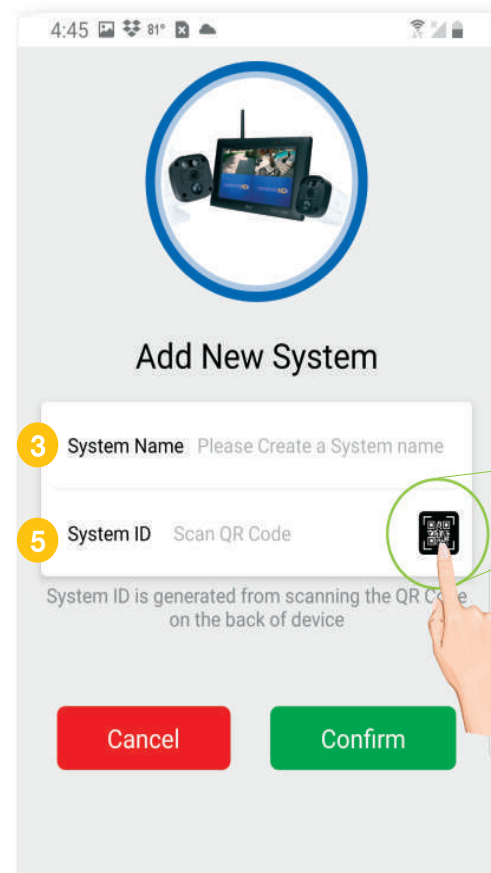 4:45 81°
Add New System
3 System Name Please Create a System name
5 System ID Scan QR Code
System ID is generated from scanning the QR Code
on the back of device
Cancel Confirm